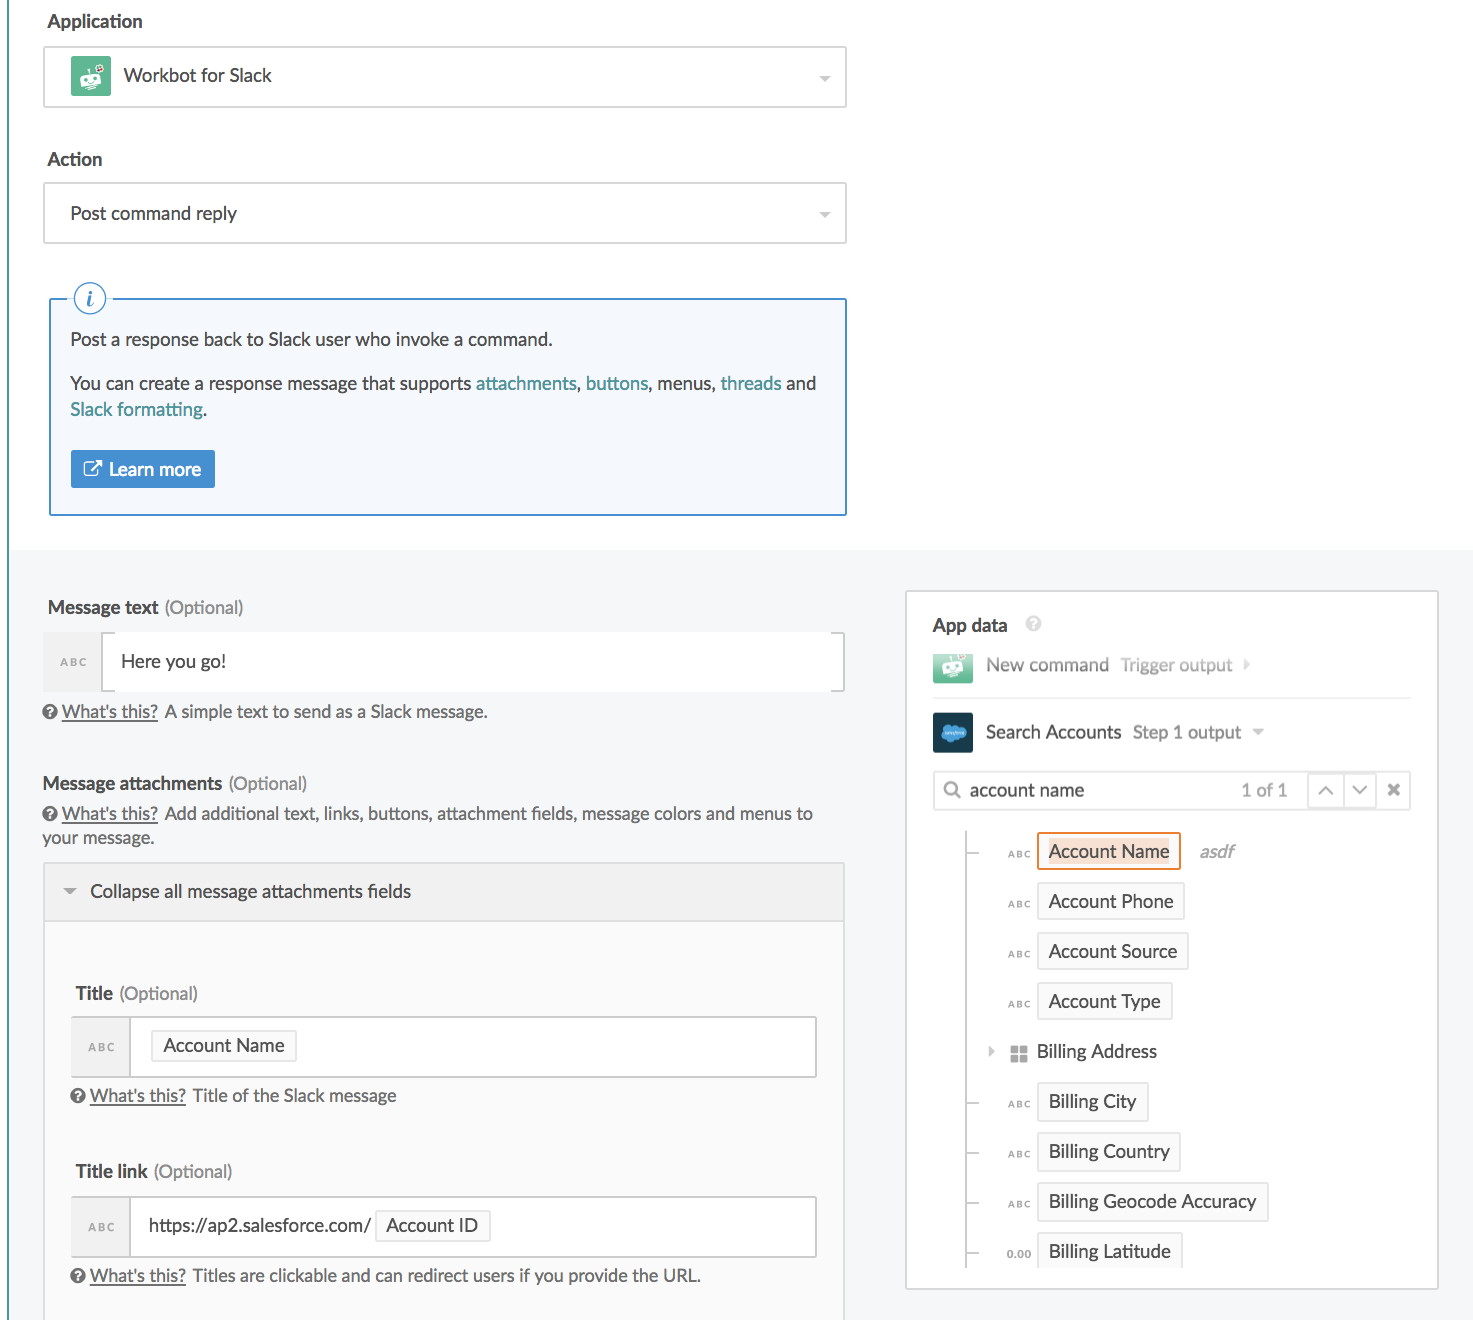 Application
Workbot for Slack
Action
Post command reply
i
Post a response back to Slack user who invoke a command.
You can create a response message that supports attachments, buttons, menus, threads and
Slack formatting.
Learn more
Message text (Optional)
ABC Here you go!
What's this? A simple text to send as a Slack message.
Message attachments (Optional)
What's this? Add additional text, links, buttons, attachment fields, message colors and menus to
your message.
Collapse all message attachments fields
Title (Optional)
ABC Account Name
What's this? Title of the Slack message
Title link (Optional)
ABC https://ap2.salesforce.com/ Account ID
What's this? Titles are clickable and can redirect users if you provide the URL.
App data
New command Trigger output
Search Accounts Step 1 output
account name 1 of 1
ABC Account Name asdf
ABC Account Phone
ABC Account Source
ABC Account Type
Billing Address
ABC Billing City
ABC Billing Country
ABC Billing Geocode Accuracy
0.00 Billing Latitude